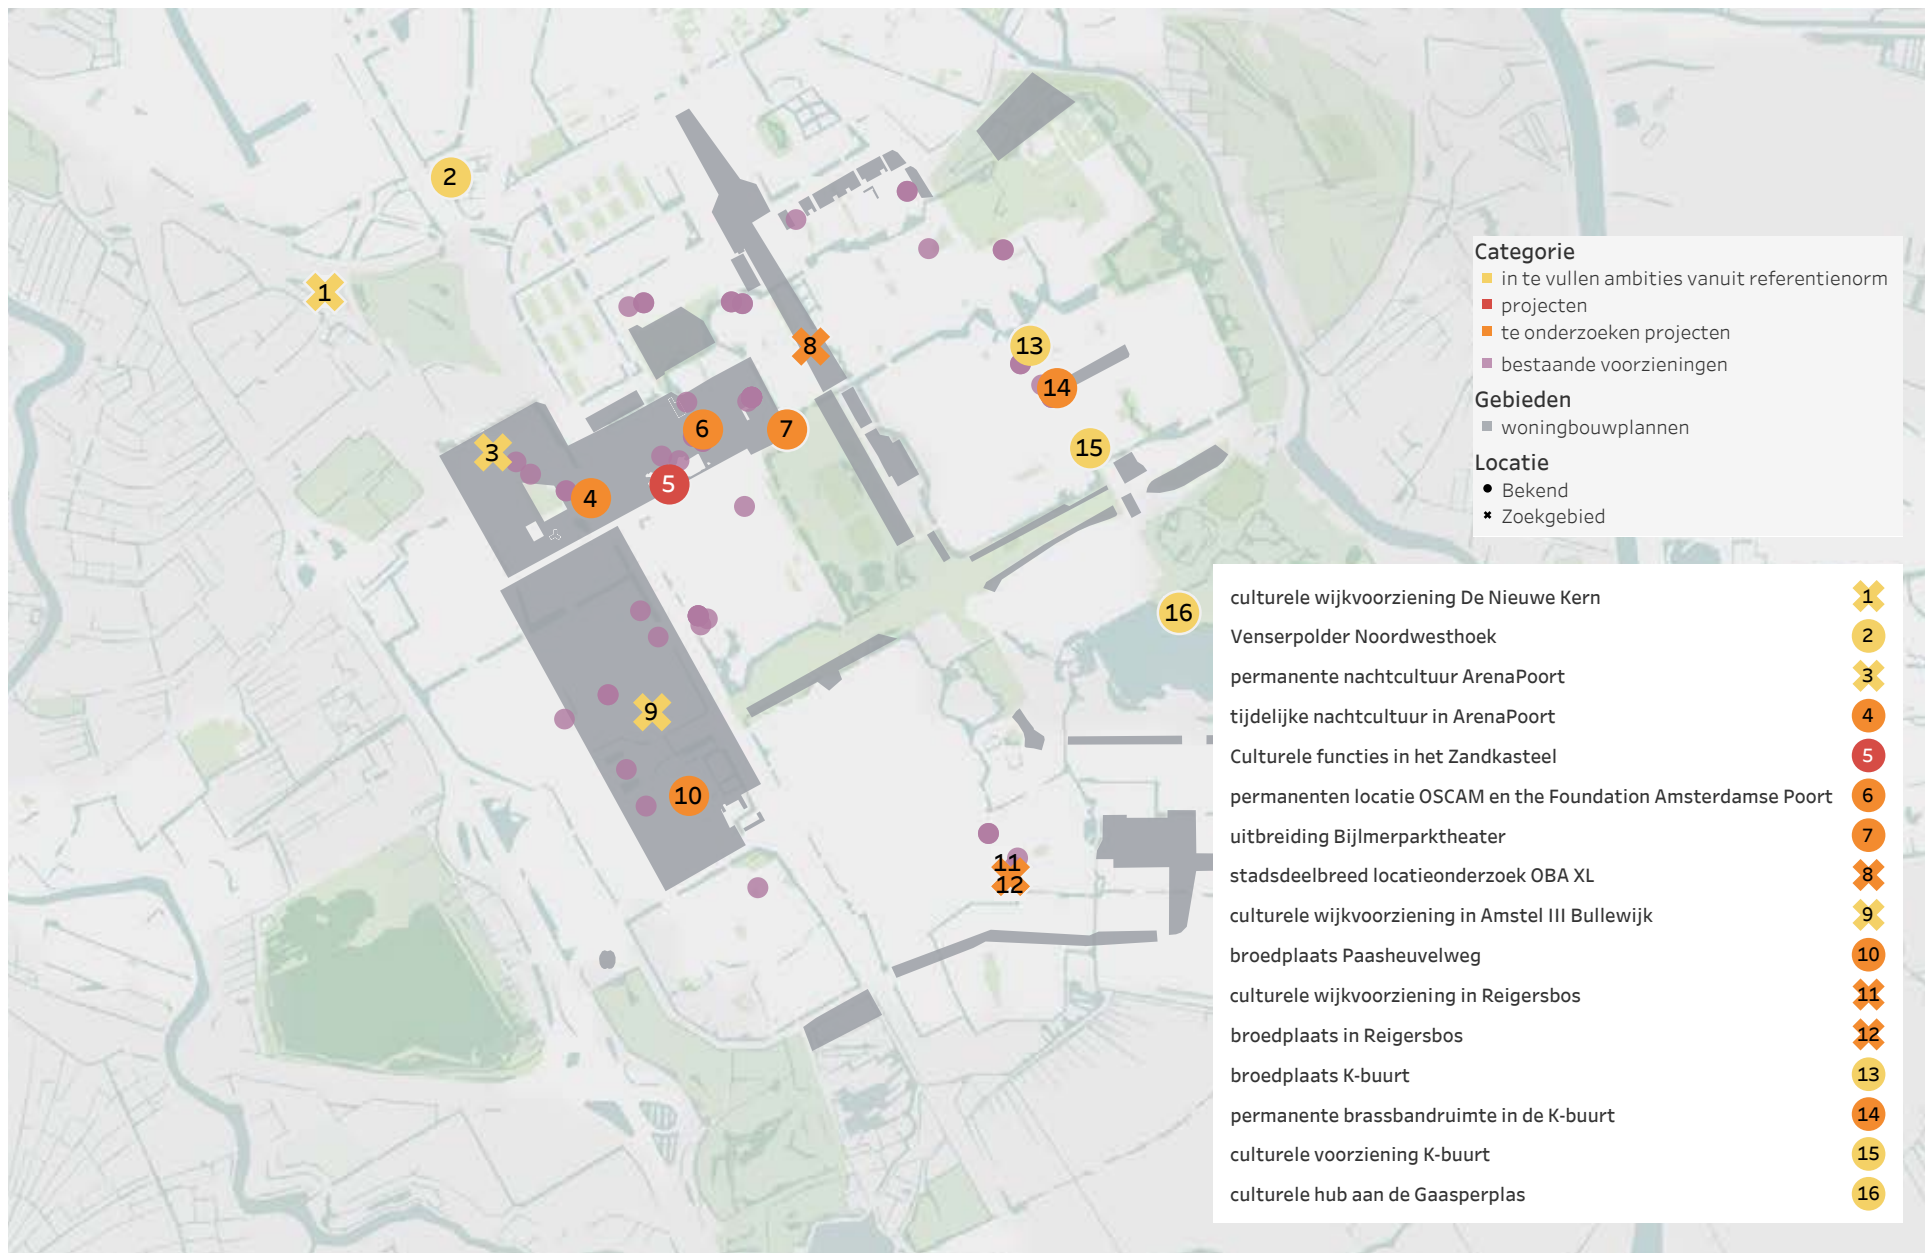 2
1
8
13
14
3
6
7
15
4
5
16
9
10
11
12
Categorie
in te vullen ambities vanuit referentienorm
projecten
te onderzoeken projecten
bestaande voorzieningen
Gebieden
woningbouwplannen
Locatie
Bekend
Zoekgebied
culturele wijkvoorziening De Nieuwe Kern 1
Venserpolder Noordwesthoek 2
permanente nachtcultuur ArenaPoort 3
tijdelijke nachtcultuur in ArenaPoort 4
Culturele functies in het Zandkasteel 5
permanenten locatie OSCAM en the Foundation Amsterdamse Poort 6
uitbreiding Bijlmerparktheater 7
stadsdeelbreed locatieonderzoek OBA XL 8
culturele wijkvoorziening in Amstel III Bullewijk 9
broedplaats Paasheuvelweg 10
culturele wijkvoorziening in Reigersbos 11
broedplaats in Reigersbos 12
broedplaats K-buurt 13
permanente brassbandruimte in de K-buurt 14
culturele voorziening K-buurt 15
culturele hub aan de Gaasperplas 16